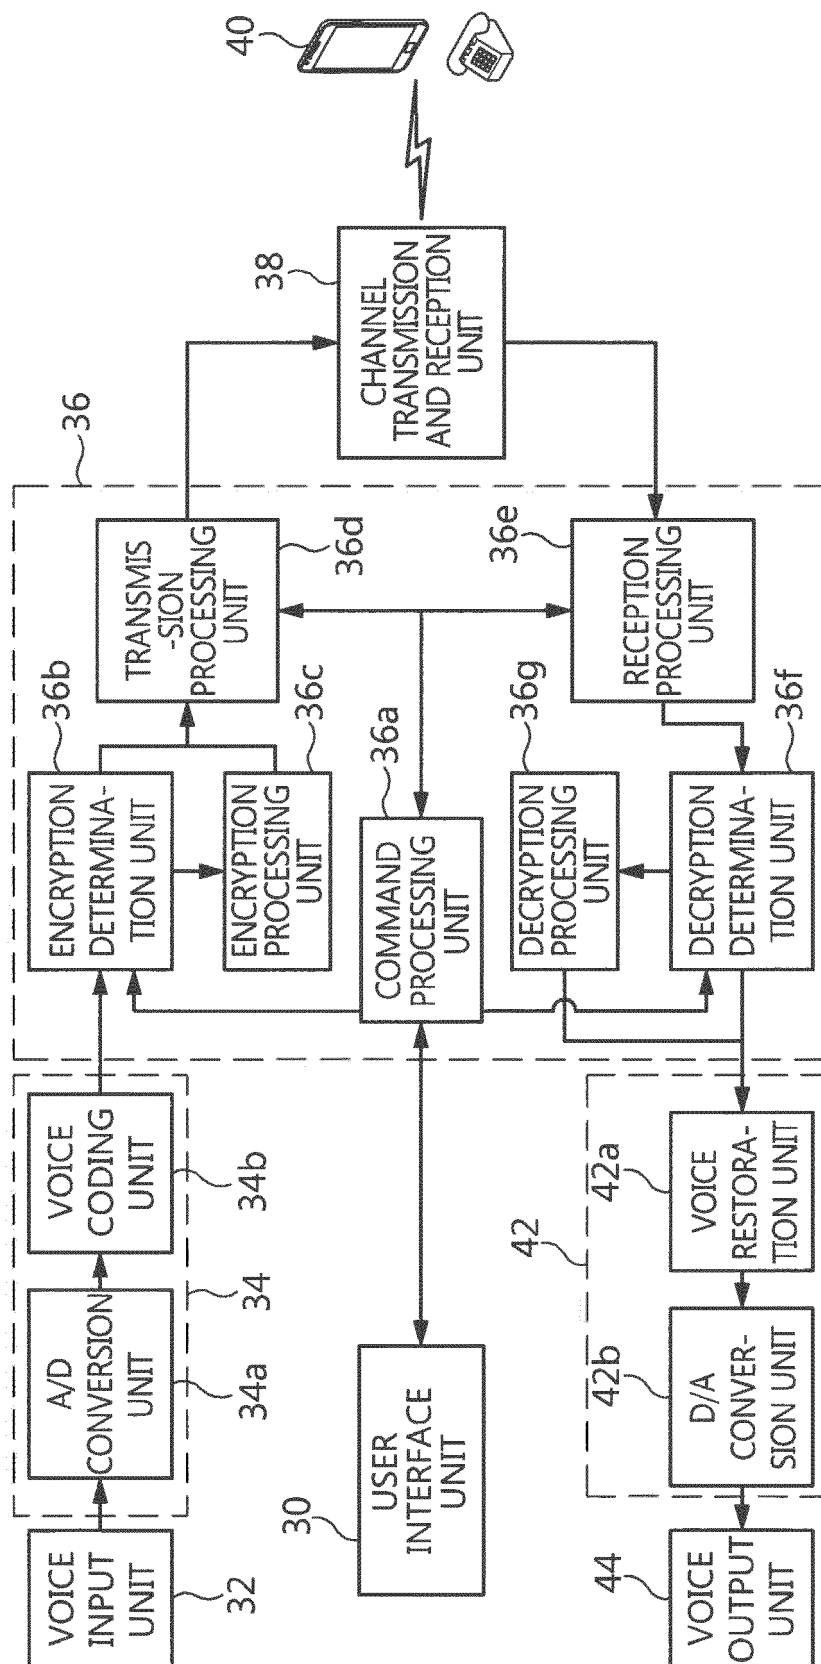 VOICE
INPUT
UNIT
32
A/D
CONVERSION
UNIT
34a
VOICE
CODING
UNIT
34b
34
ENCRYPTION
DETERMINA-
TION UNIT
36b
ENCRYPTION
PROCESSING
UNIT
36c
TRANSMIS
-SION
PROCESSING
UNIT
36d
36
USER
INTERFACE
UNIT
30
COMMAND
PROCESSING
UNIT
36a
CHANNEL
TRANSMISSION
AND RECEPTION
UNIT
38
40
VOICE
OUTPUT
UNIT
44
D/A
CONVER-
SION UNIT
42b
VOICE
RESTORA-
TION UNIT
42a
42
DECRYPTION
PROCESSING
UNIT
36g
DECRYPTION
DETERMINA-
TION UNIT
36f
RECEPTION
PROCESSING
UNIT
36e